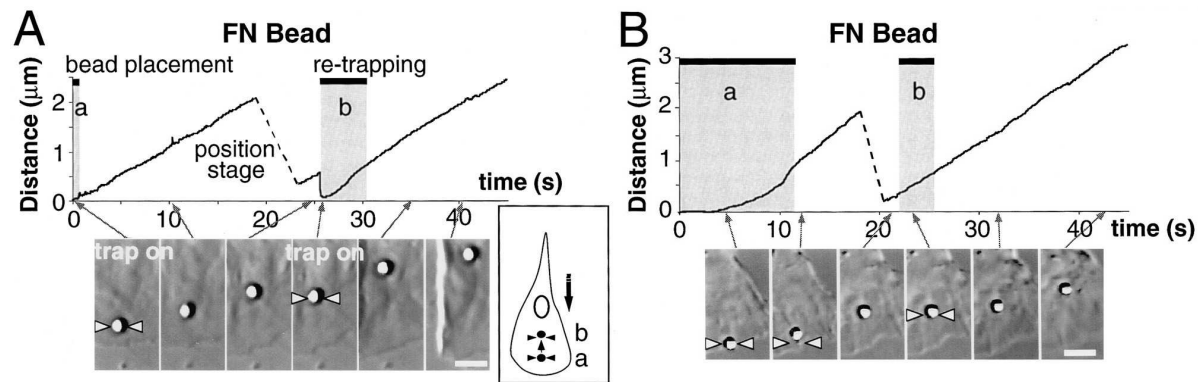 A
FN Bead
bead placement
re-trapping
a
b
position
stage
Distance (μm)
2
1
0
0
10
20
30
40
time (s)
trap on
trap on
b
a
B
FN Bead
a
b
Distance (μm)
3
2
1
0
0
10
20
30
40
time (s)